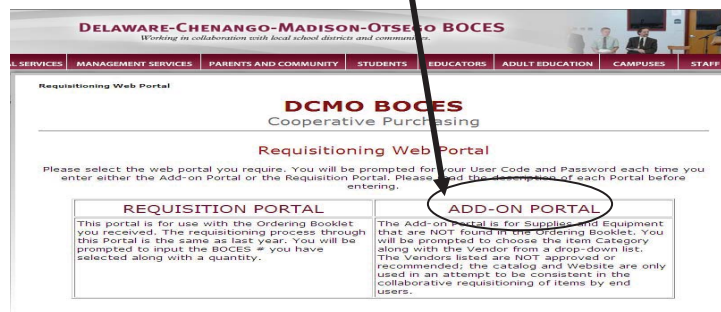 DELAWARE-CHENANGO-MADISON-OTSEGO BOCES
Working in collaboration with local school districts and communities.
L SERVICES MANAGEMENT SERVICES PARENTS AND COMMUNITY STUDENTS EDUCATORS ADULT EDUCATION CAMPUSES STAFF
Requisitioning Web Portal
DCMO BOCES
Cooperative Purchasing
Requisitioning Web Portal
Please select the web portal you require. You will be prompted for your User Code and Password each time you
enter either the Add-on Portal or the Requisition Portal. Please read the description of each Portal before
entering.
REQUISITION PORTAL
This portal is for use with the Ordering Booklet
you received. The requisitioning process through
this Portal is the same as last year. You will be
prompted to input the BOCES # you have
selected along with a quantity.
ADD-ON PORTAL
The Add-on Portal is for Supplies and Equipment
that are NOT found in the Ordering Booklet. You
will be prompted to choose the item Category
along with the Vendor from a drop-down list.
The Vendors listed are NOT approved or
recommended; the catalog and Website are only
used in an attempt to be consistent in the
collaborative requisitioning of items by end
users.